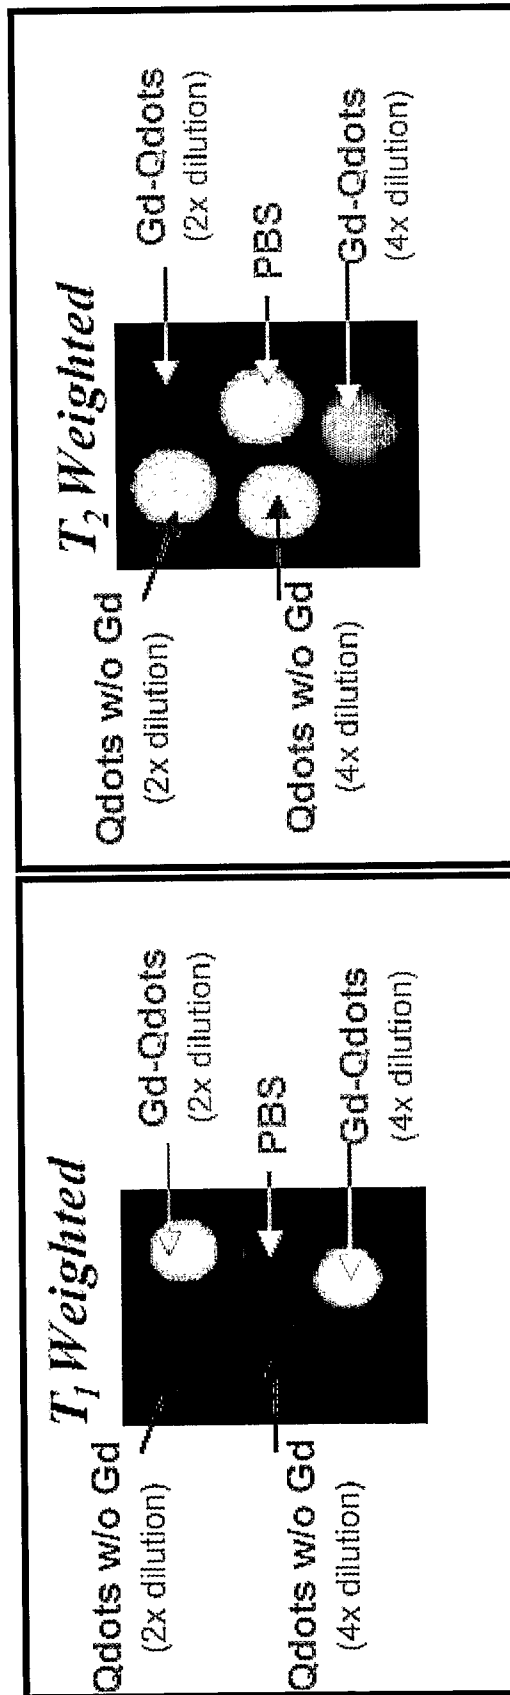 T1 Weighted
Qdots w/o Gd
(2x dilution)
Qdots w/o Gd
(4x dilution)
Gd-Qdots
(2x dilution)
PBS
Gd-Qdots
(4x dilution)
T2 Weighted
Qdots w/o Gd
(2x dilution)
Qdots w/o Gd
(4x dilution)
Gd-Qdots
(2x dilution)
PBS
Gd-Qdots
(4x dilution)